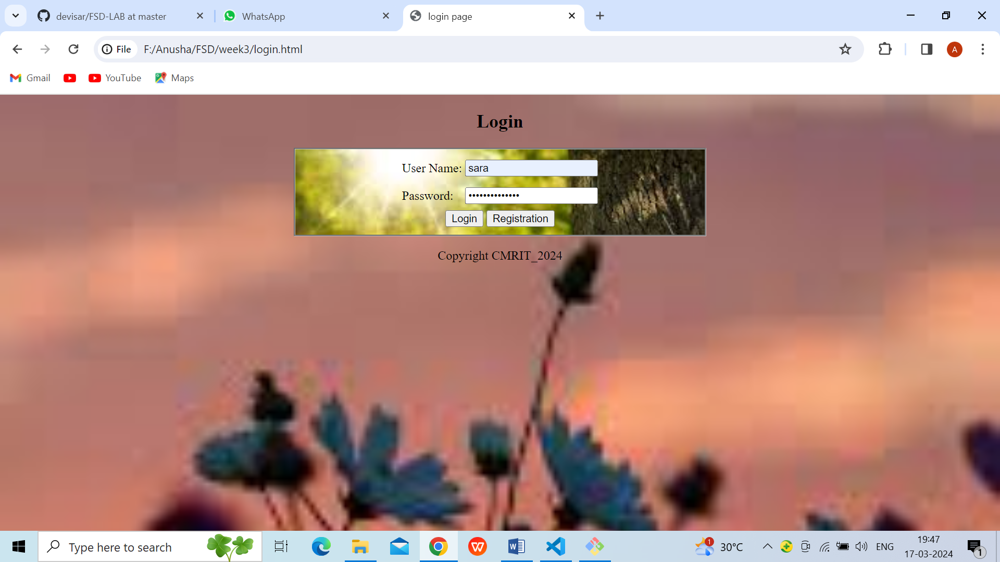 devisar/FSD-LAB at master
WhatsApp
login page
File
F:/Anusha/FSD/week3/login.html
A
Gmail
YouTube
Maps
Login
User Name:
sara
Password:
••••••••••••••
Login
Registration
Copyright CMRIT_2024
Type here to search
1
30°C
ENG
19:47
17-03-2024
1